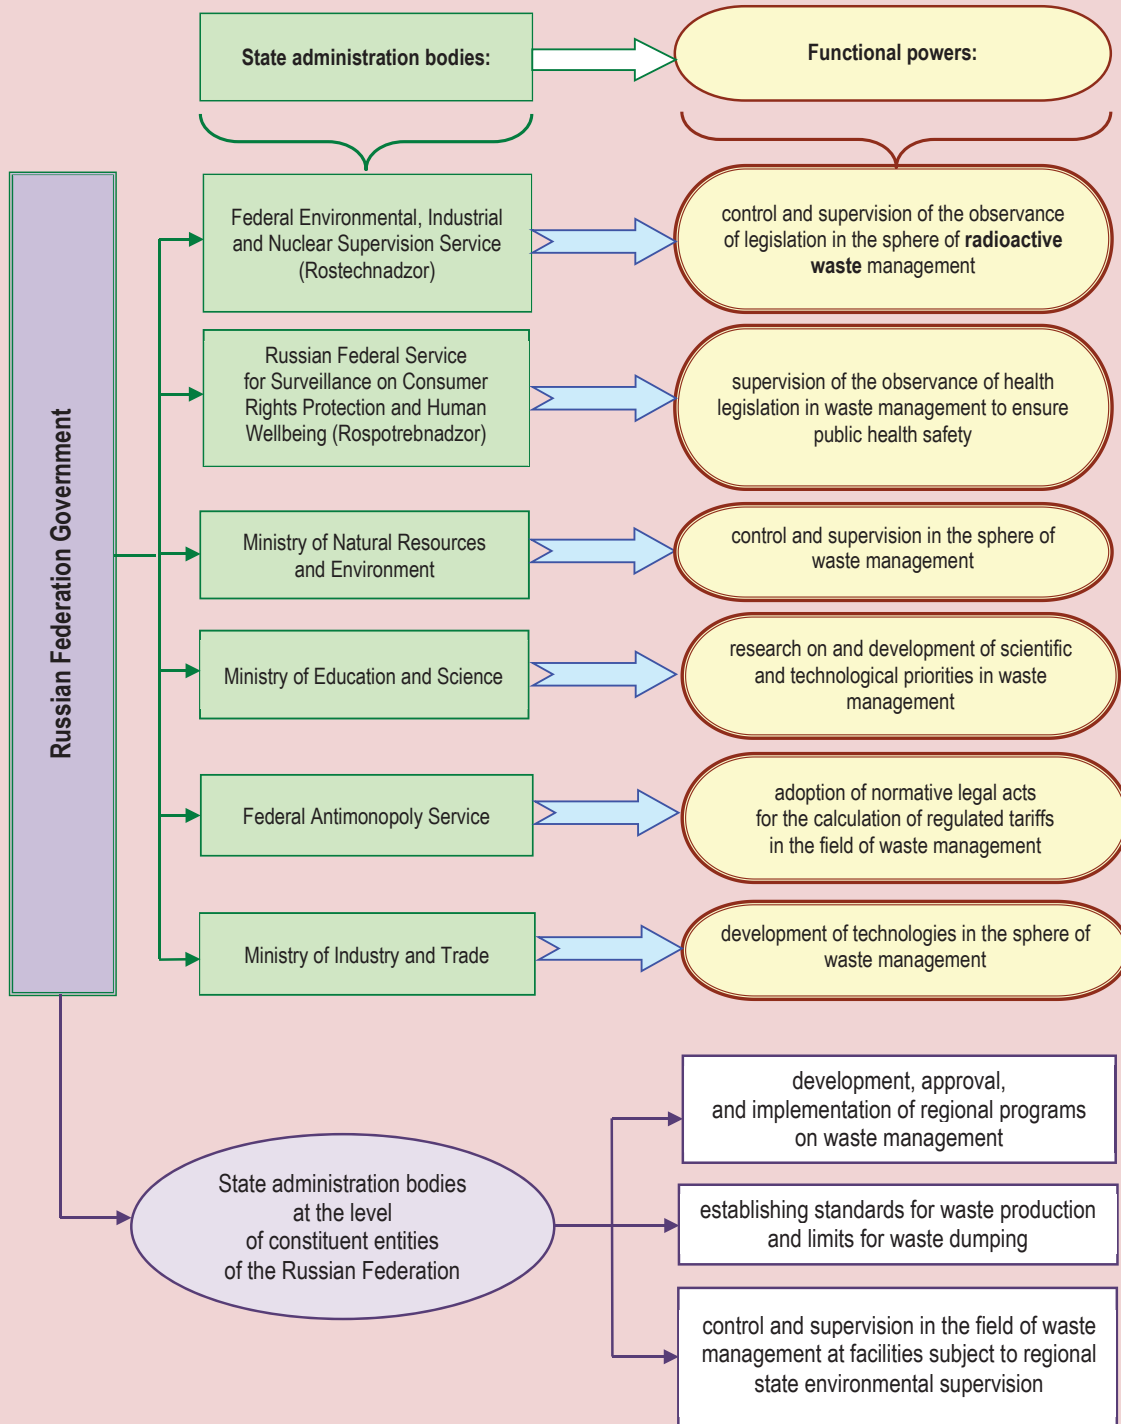 State administration bodies:
Functional powers:
Russian Federation Government
Federal Environmental, Industrial
and Nuclear Supervision Service
(Rostechnadzor)
control and supervision of the observance
of legislation in the sphere of radioactive
waste management
Russian Federal Service
for Surveillance on Consumer
Rights Protection and Human
Wellbeing (Rospotrebnadzor)
supervision of the observance of health
legislation in waste management to ensure
public health safety
Ministry of Natural Resources
and Environment
control and supervision in the sphere of
waste management
Ministry of Education and Science
research on and development of scientific
and technological priorities in waste
management
Federal Antimonopoly Service
adoption of normative legal acts
for the calculation of regulated tariffs
in the field of waste management
Ministry of Industry and Trade
development of technologies in the sphere of
waste management
State administration bodies
at the level
of constituent entities
of the Russian Federation
development, approval,
and implementation of regional programs
on waste management
establishing standards for waste production
and limits for waste dumping
control and supervision in the field of waste
management at facilities subject to regional
state environmental supervision